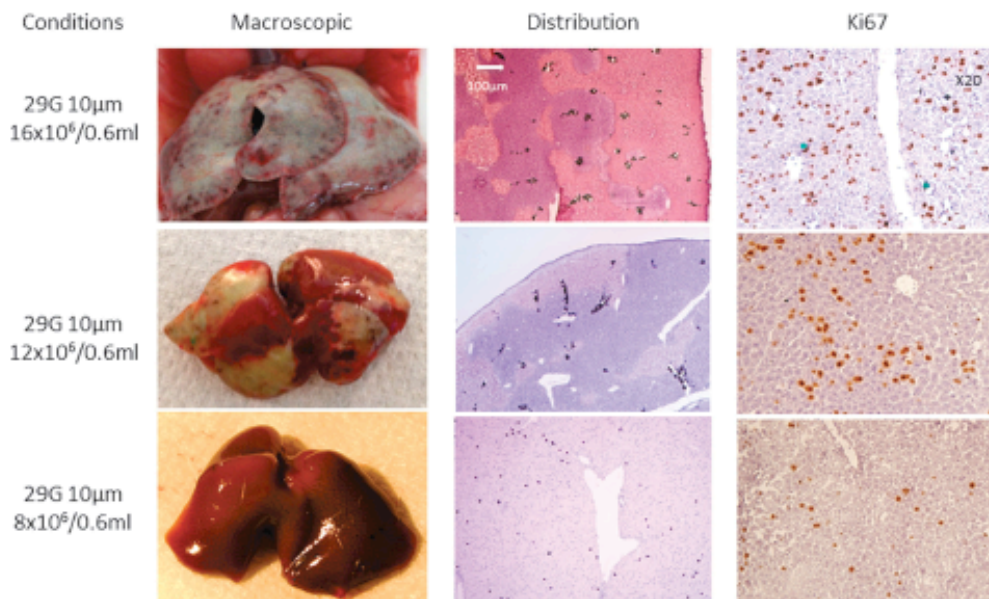 Conditions Macroscopic Distribution Ki67
29G 10µm
16x10⁶/0.6ml
100µm
X20
29G 10µm
12x10⁶/0.6ml
29G 10µm
8x10⁶/0.6ml